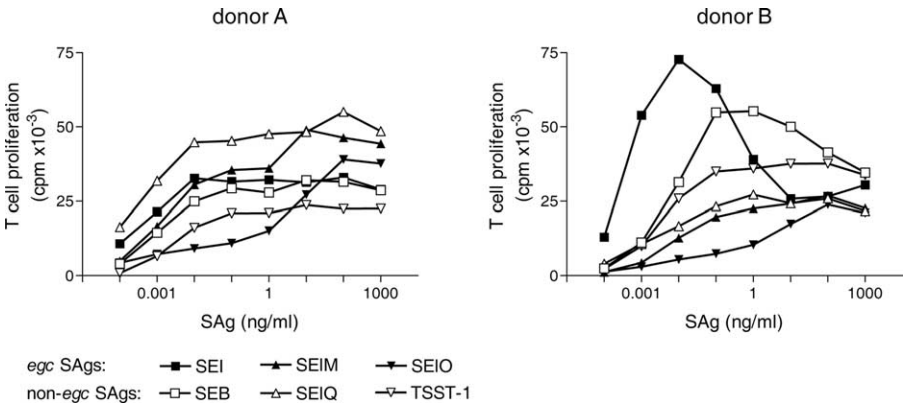 donor A
donor B
T cell proliferation
(cpm x10-3)
75
50
25
0
0.001
1
1000
SAg (ng/ml)
T cell proliferation
(cpm x10-3)
75
50
25
0
0.001
1
1000
SAg (ng/ml)
egc SAgs: SEI SEIM SEIO
non-egc SAgs: SEB SEIQ TSST-1